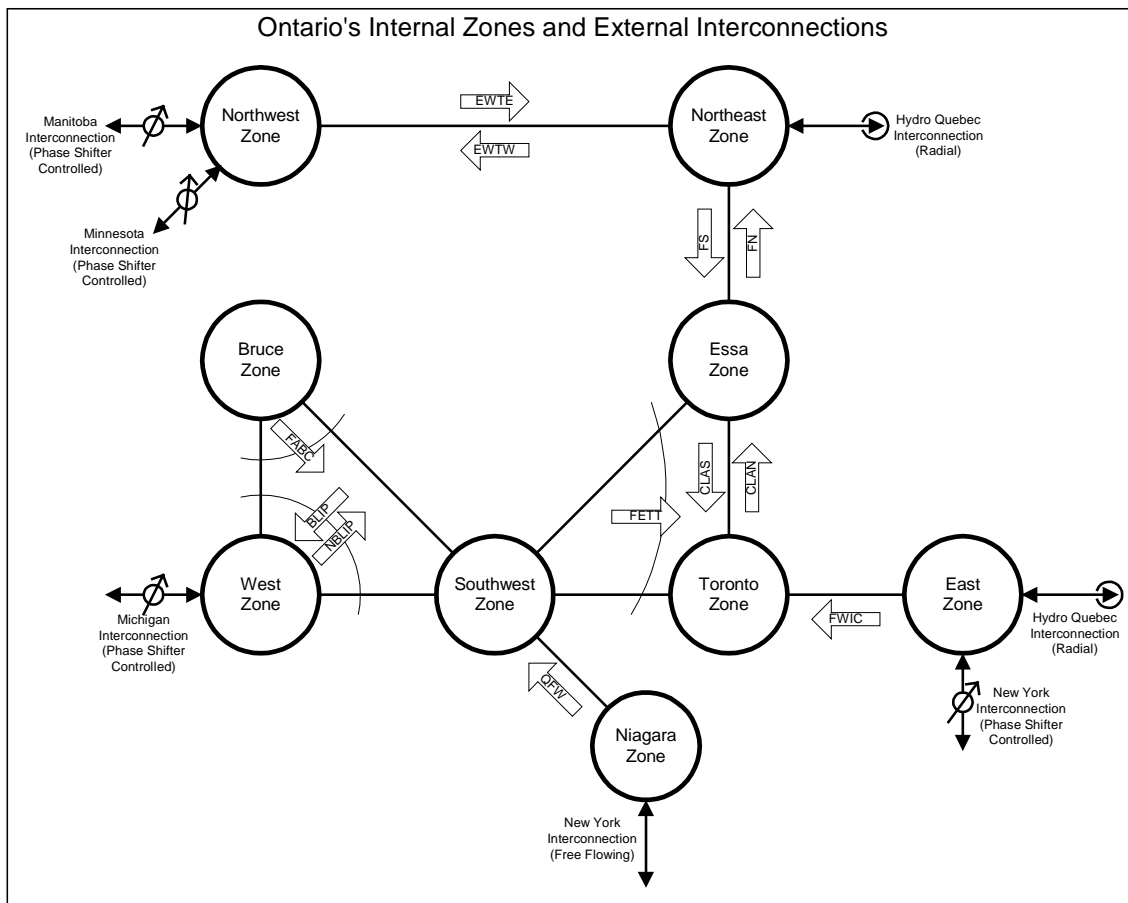 Ontario's Internal Zones and External Interconnections
Northwest
Zone
EWTE
EWTW
Northeast
Zone
Manitoba
Interconnection
(Phase Shifter
Controlled)
Hydro Quebec
Interconnection
(Radial)
Minnesota
Interconnection
(Phase Shifter
Controlled)
FS
FN
Bruce
Zone
Essa
Zone
FABC
CLAS
CLAN
BLIP
NBLIP
FETT
West
Zone
Southwest
Zone
Toronto
Zone
FWIC
East
Zone
Michigan
Interconnection
(Phase Shifter
Controlled)
Hydro Quebec
Interconnection
(Radial)
QFW
New York
Interconnection
(Phase Shifter
Controlled)
Niagara
Zone
New York
Interconnection
(Free Flowing)